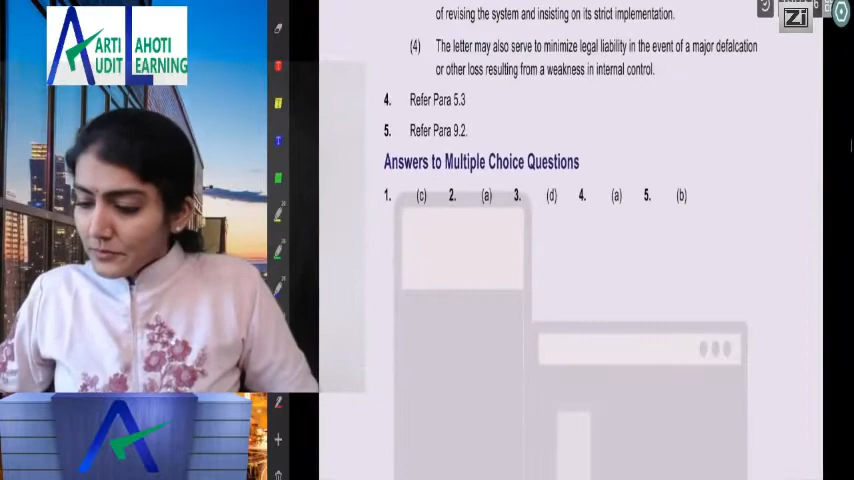 ARTI LAHOTI
AUDIT LEARNING
of revising the system and insisting on its strict implementation.
(4) The letter may also serve to minimize legal liability in the event of a major defalcation
or other loss resulting from a weakness in internal control.
4. Refer Para 5.3
5. Refer Para 9.2.
Answers to Multiple Choice Questions
1. (c) 2. (a) 3. (d) 4. (a) 5. (b)
Zi